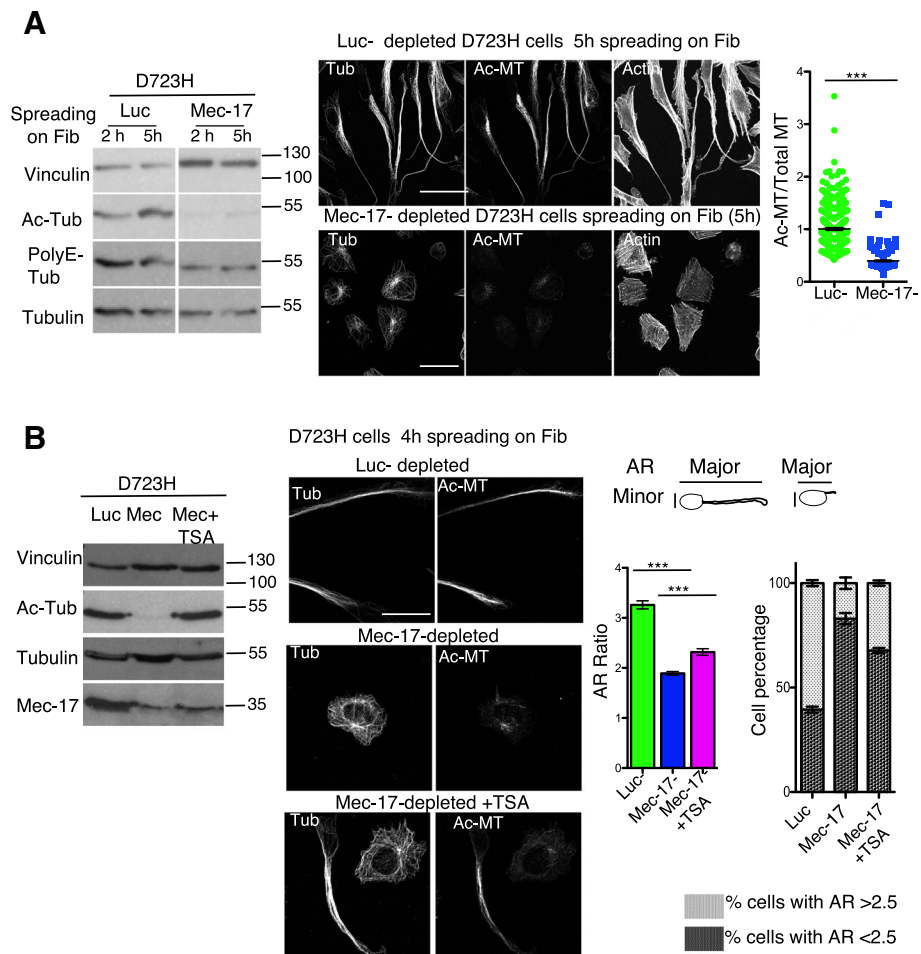 A
D723H
Spreading on Fib
Luc Mec-17
2 h 5h 2 h 5h
Vinculin
130
100
Ac-Tub
55
PolyE-Tub
55
Tubulin
55
Luc- depleted D723H cells 5h spreading on Fib
Tub Ac-MT Actin
Mec-17- depleted D723H cells spreading on Fib (5h)
Tub Ac-MT Actin
Ac-MT/Total MT
4
3
2
1
0
***
Luc- Mec-17-
B
D723H
Luc Mec Mec+
TSA
Vinculin
130
100
Ac-Tub
55
Tubulin
55
Mec-17
35
D723H cells 4h spreading on Fib
Luc- depleted
Tub Ac-MT
Mec-17-depleted
Tub Ac-MT
Mec-17-depleted +TSA
Tub Ac-MT
AR Major Major
Minor
AR Ratio
4
3
2
1
0
***
***
Luc-
Mec-17-
Mec-17-
+TSA
Cell percentage
100
50
0
Luc
Mec-17
Mec-17
+TSA
% cells with AR >2.5
% cells with AR <2.5